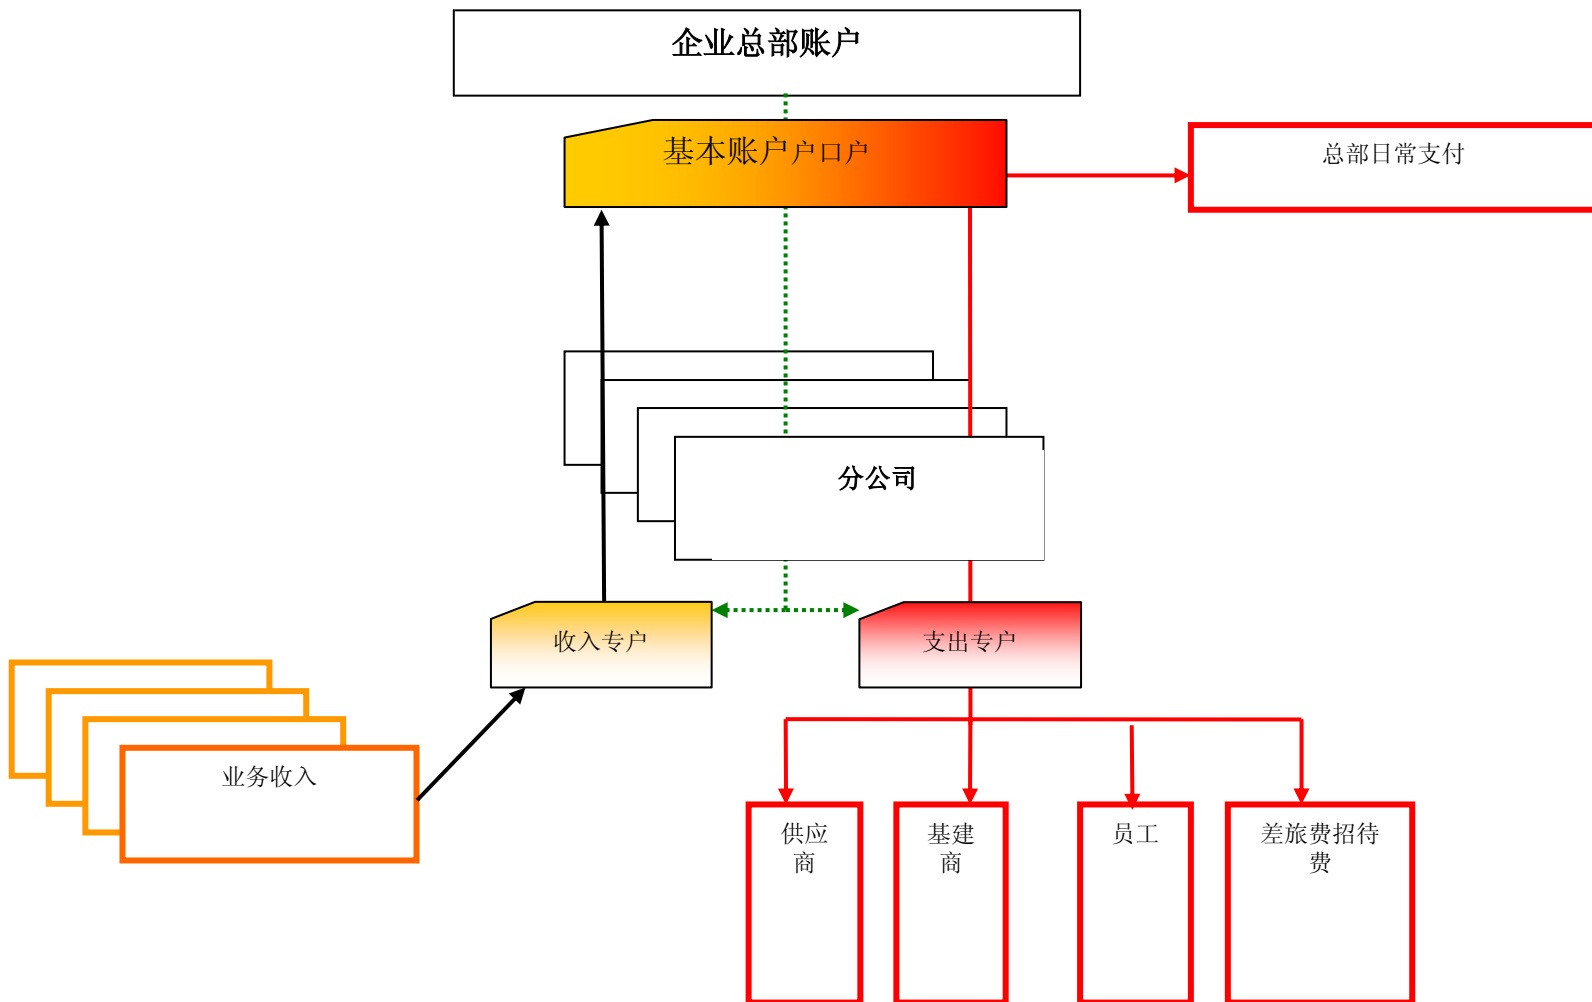 企业总部账户
基本账户户口户
总部日常支付
分公司
收入专户
支出专户
业务收入
供应
商
基建
商
员工
差旅费招待
费